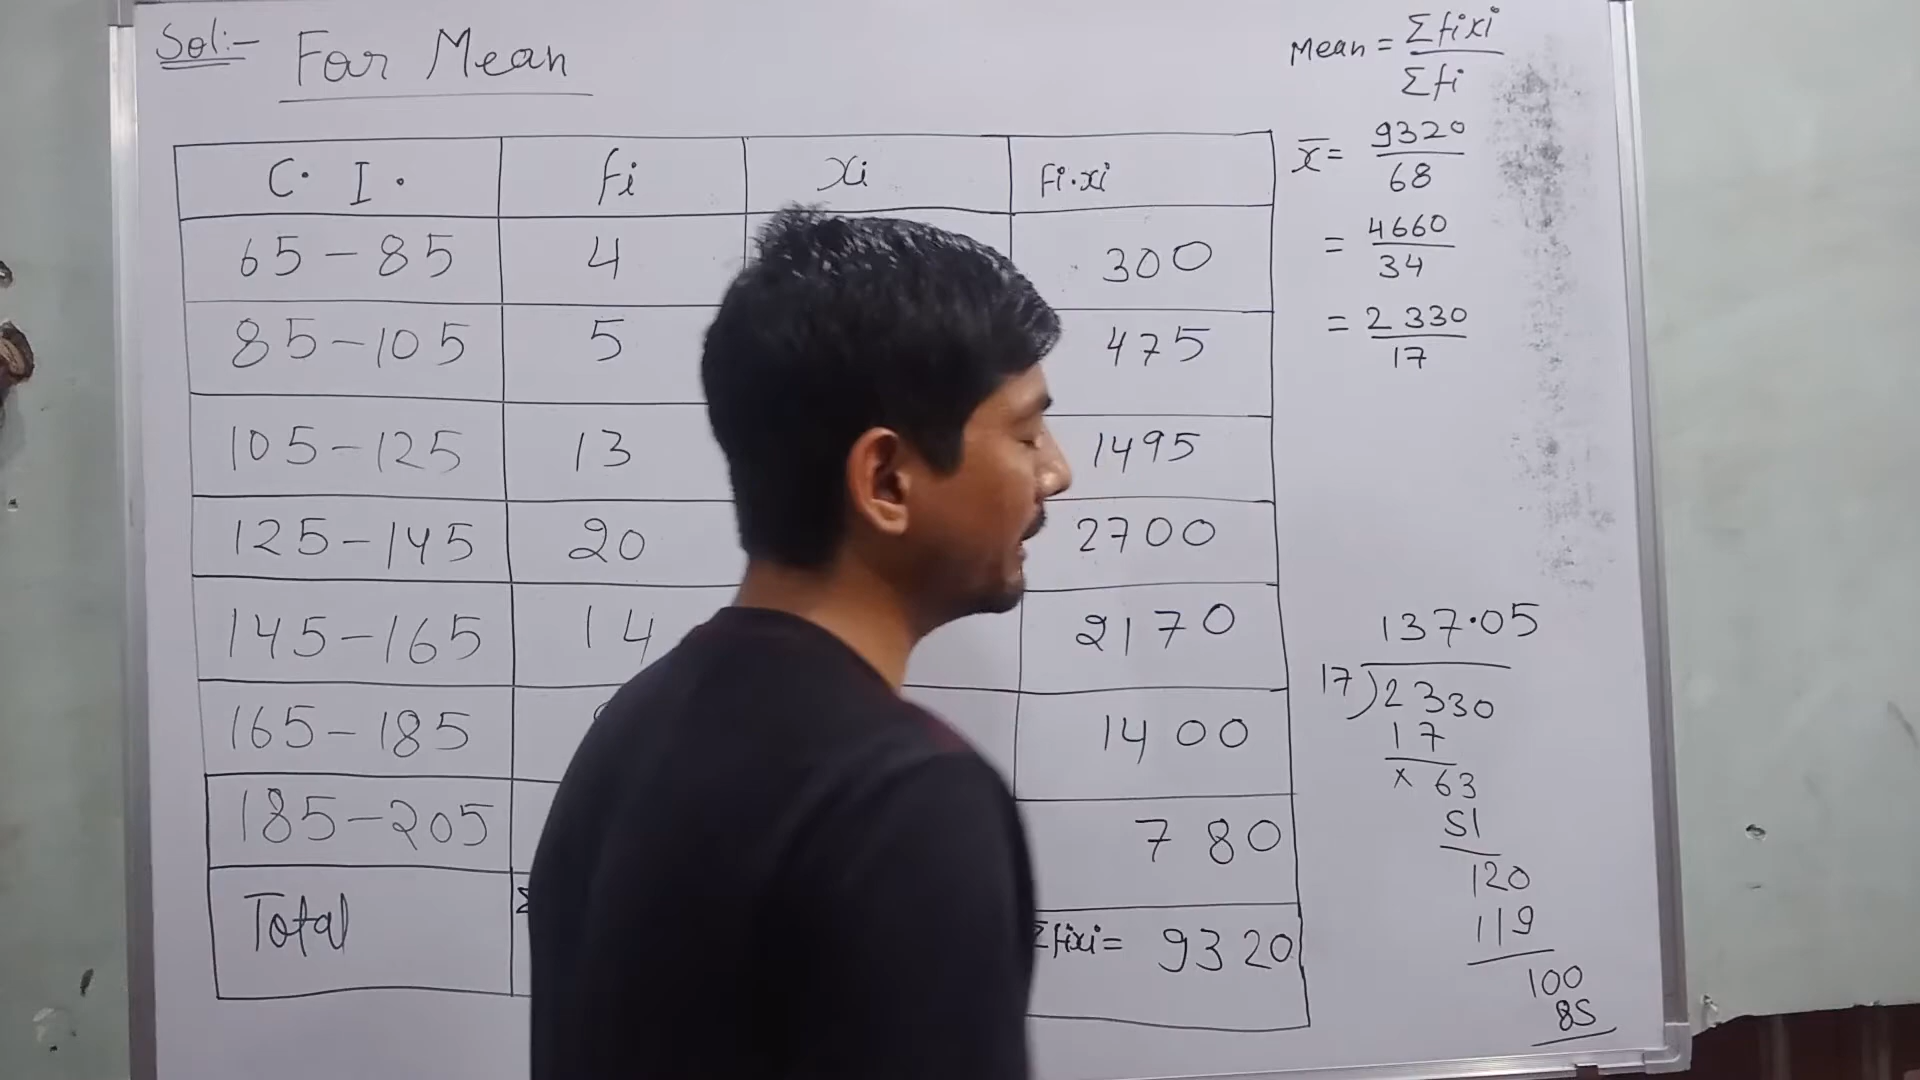 Sol:-
For Mean
C. I. fi xi fi.xi
65-85 4 300
85-105 5 475
105-125 13 1495
125-145 20 2700
145-165 14 2170
165-185 1400
185-205 780
Total Σfixi= 9320
Mean = Σfixi
Σfi
x̄ = 9320
68
= 4660
34
= 2330
17
137.05
17)2330
17
x 63
51
120
119
100
85